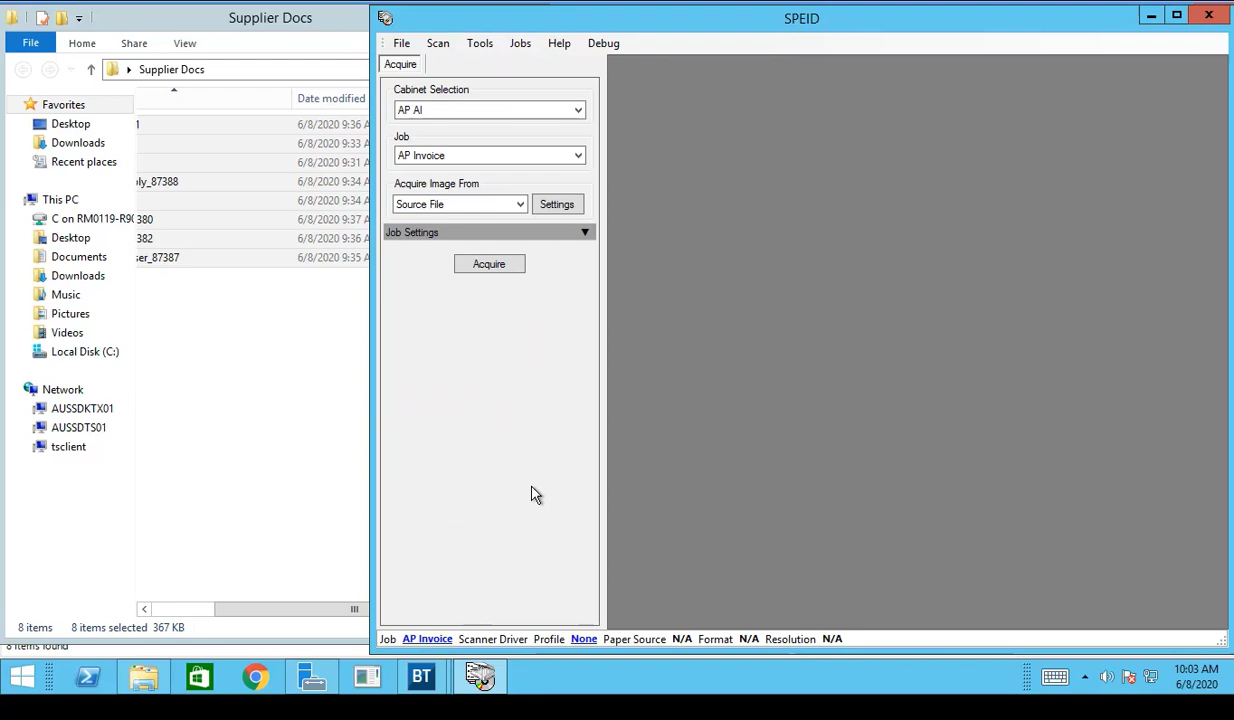 Supplier Docs
SPEID
File Home Share View
File Scan Tools Jobs Help Debug
Supplier Docs
Acquire
Favorites
Desktop
Downloads
Recent places
This PC
C on RM0119-R90
Desktop
Documents
Downloads
Music
Pictures
Videos
Local Disk (C:)
Network
AUSSDKTX01
AUSSDTS01
tsclient
Date modified
1 6/8/2020 9:36 A
6/8/2020 9:33 A
6/8/2020 9:31 A
ply_87388 6/8/2020 9:34 A
6/8/2020 9:34 A
380 6/8/2020 9:37 A
382 6/8/2020 9:36 A
ser_87387 6/8/2020 9:35 A
8 items 8 items selected 367 KB
Cabinet Selection
AP AI
Job
AP Invoice
Acquire Image From
Source File Settings
Job Settings
Acquire
Job AP Invoice Scanner Driver Profile None Paper Source N/A Format N/A Resolution N/A
8 items found
BT
10:03 AM
6/8/2020